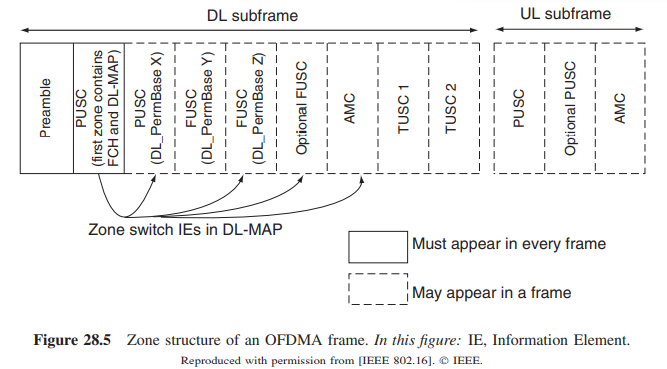 DL subframe
UL subframe
Preamble
PUSC
(first zone contains
FCH and DL-MAP)
PUSC
(DL_PermBase X)
FUSC
(DL_PermBase Y)
FUSC
(DL_PermBase Z)
Optional FUSC
AMC
TUSC 1
TUSC 2
PUSC
Optional PUSC
AMC
Zone switch IEs in DL-MAP
Must appear in every frame
May appear in a frame
Figure 28.5 Zone structure of an OFDMA frame. In this figure: IE, Information Element.
Reproduced with permission from [IEEE 802.16]. © IEEE.